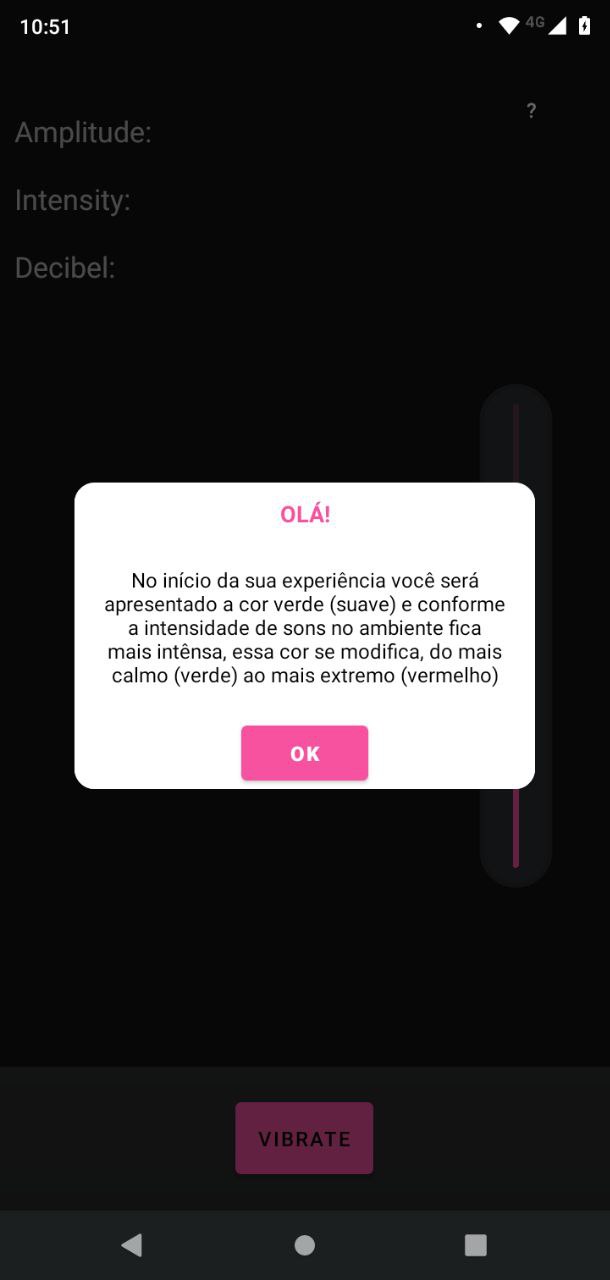 10:51
4G
?
Amplitude:
Intensity:
Decibel:
OLÁ!
No início da sua experiência você será
apresentado a cor verde (suave) e conforme
a intensidade de sons no ambiente fica
mais intênsa, essa cor se modifica, do mais
calmo (verde) ao mais extremo (vermelho)
OK
VIBRATE